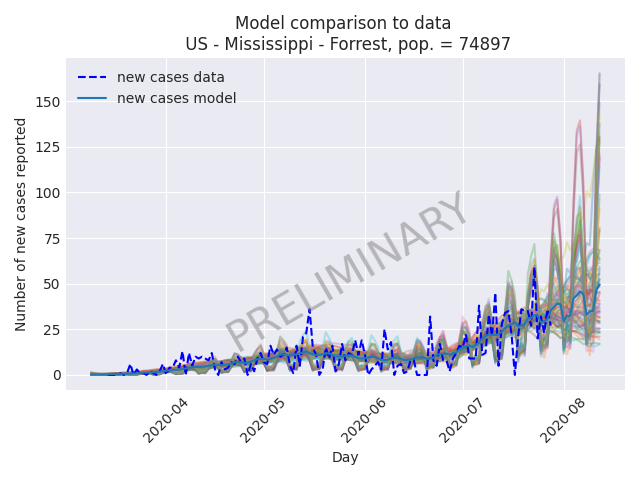 Model comparison to data
US - Mississippi - Forrest, pop. = 74897
new cases data
new cases model
Number of new cases reported
150
125
100
75
50
25
0
PRELIMINARY
2020-04
2020-05
2020-06
2020-07
2020-08
Day